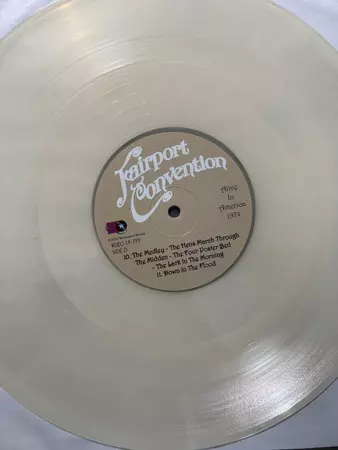 Fairport
Convention
Alive
In
America
1974
SIDE D
10. The Medley - The Hens March Through
The Midden - The Four Poster Bed
- The Lark In The Morning
11. Down In The Flood